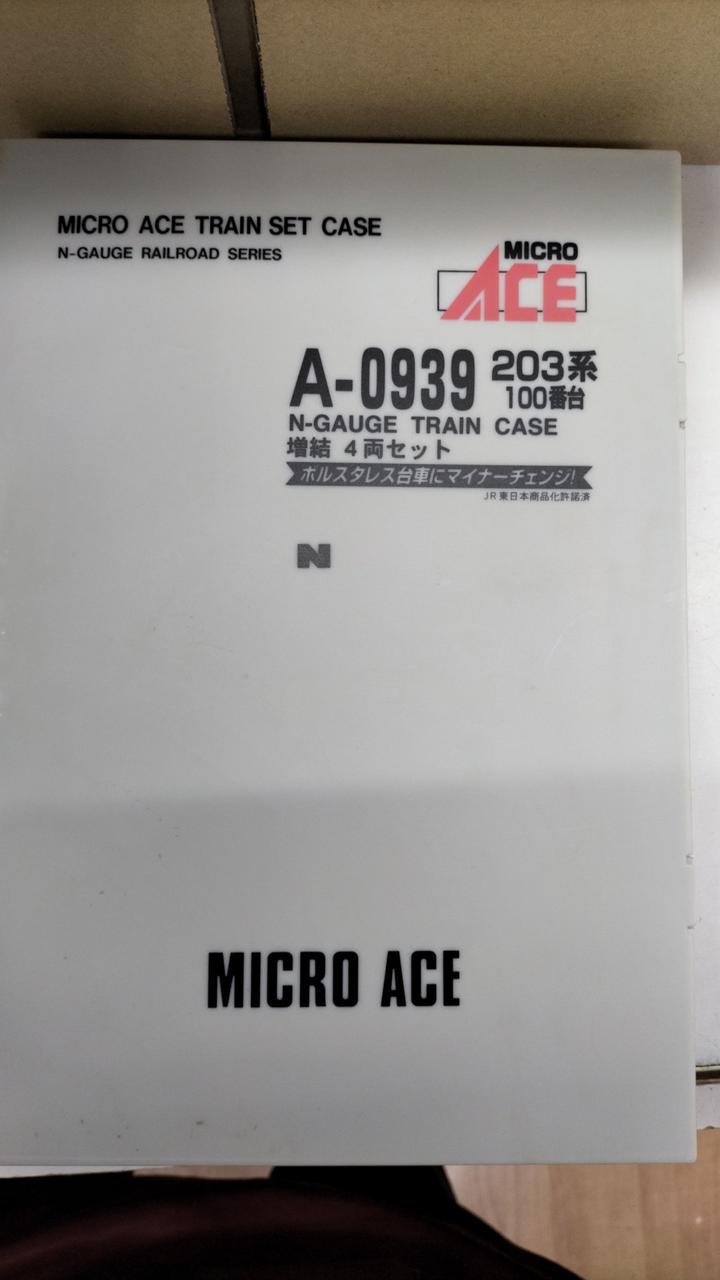 MICRO ACE TRAIN SET CASE
N-GAUGE RAILROAD SERIES
MICRO
ACE
A-0939 203系
100番台
N-GAUGE TRAIN CASE
増結 4両セット
ボルスタレス台車にマイナーチェンジ!
JR東日本商品化許諾済
N
MICRO ACE